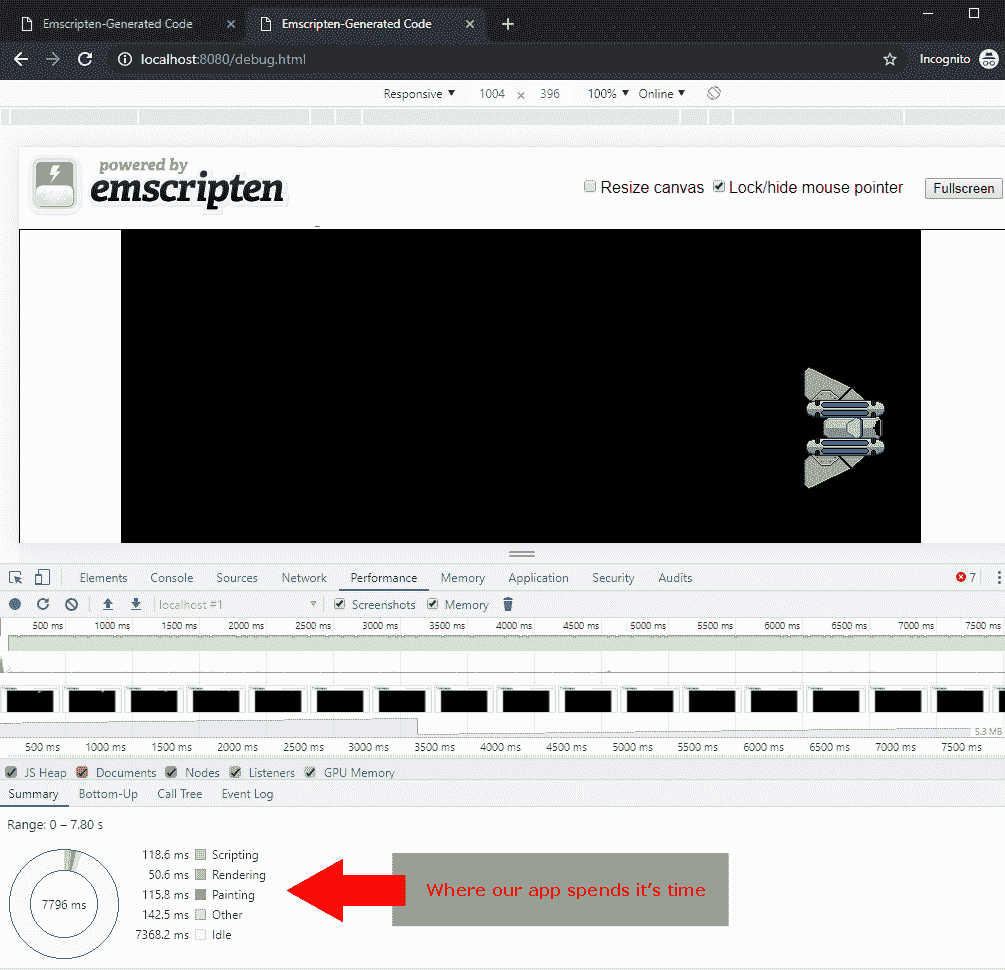 Emscripten-Generated Code × Emscripten-Generated Code × +
localhost:8080/debug.html Incognito
Responsive ▼ 1004 × 396 100% ▼ Online ▼
powered by
emscripten
Resize canvas Lock/hide mouse pointer Fullscreen
Elements Console Sources Network Performance Memory Application Security Audits 7
localhost #1 Screenshots Memory
500 ms 1000 ms 1500 ms 2000 ms 2500 ms 3000 ms 3500 ms 4000 ms 4500 ms 5000 ms 5500 ms 6000 ms 6500 ms 7000 ms 7500 ms
5.3 MB
500 ms 1000 ms 1500 ms 2000 ms 2500 ms 3000 ms 3500 ms 4000 ms 4500 ms 5000 ms 5500 ms 6000 ms 6500 ms 7000 ms 7500 ms
JS Heap Documents Nodes Listeners GPU Memory
Summary Bottom-Up Call Tree Event Log
Range: 0 – 7.80 s
118.6 ms Scripting
50.6 ms Rendering
115.8 ms Painting
142.5 ms Other
7368.2 ms Idle
7796 ms
Where our app spends it's time